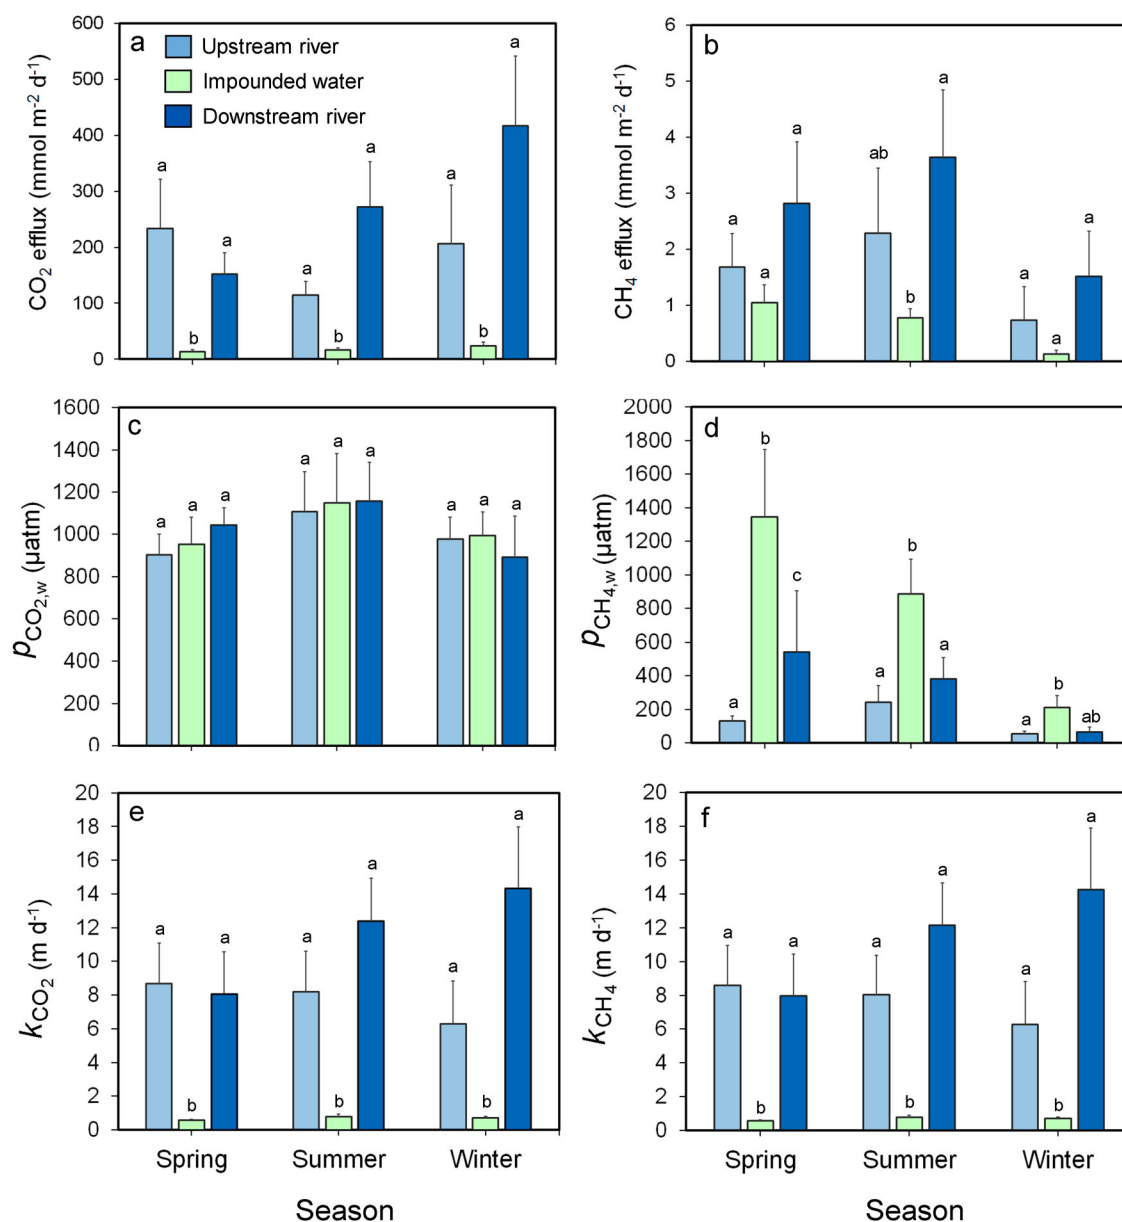 a
Upstream river
Impounded water
Downstream river
CO2 efflux (mmol m-2 d-1)
600
500
400
300
200
100
0
a
b
a
a
b
a
a
b
a
b
CH4 efflux (mmol m-2 d-1)
6
5
4
3
2
1
0
a
a
a
ab
b
a
a
a
a
c
pCO2,w (µatm)
1600
1400
1200
1000
800
600
400
200
0
a
a
a
a
a
a
a
a
a
d
pCH4,w (µatm)
2000
1800
1600
1400
1200
1000
800
600
400
200
0
a
b
c
a
b
a
a
b
ab
e
kCO2 (m d-1)
20
18
16
14
12
10
8
6
4
2
0
a
b
a
a
b
a
a
b
a
Spring
Summer
Winter
Season
f
kCH4 (m d-1)
20
18
16
14
12
10
8
6
4
2
0
a
b
a
a
b
a
a
b
a
Spring
Summer
Winter
Season